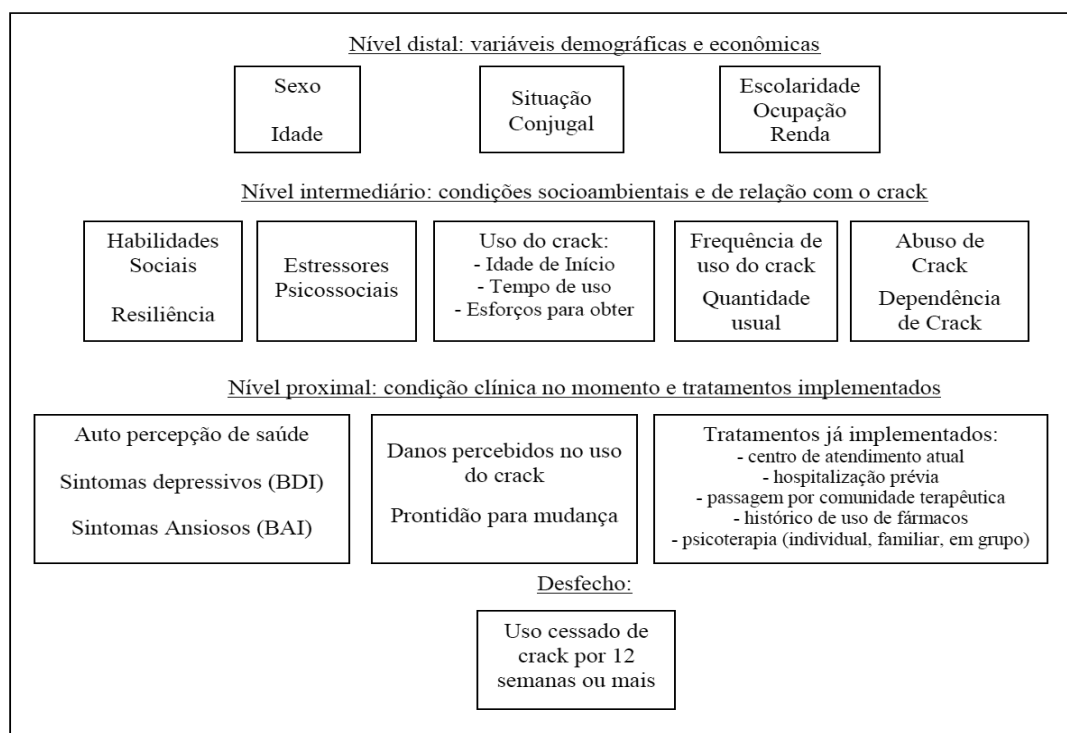 Nível distal: variáveis demográficas e econômicas
Sexo
Idade
Situação
Conjugal
Escolaridade
Ocupação
Renda
Nível intermediário: condições socioambientais e de relação com o crack
Habilidades
Sociais
Resiliência
Estressores
Psicossociais
Uso do crack:
- Idade de Início
- Tempo de uso
- Esforços para obter
Frequência de
uso do crack
Quantidade
usual
Abuso de
Crack
Dependência
de Crack
Nível proximal: condição clínica no momento e tratamentos implementados
Auto percepção de saúde
Sintomas depressivos (BDI)
Sintomas Ansiosos (BAI)
Danos percebidos no uso
do crack
Prontidão para mudança
Tratamentos já implementados:
- centro de atendimento atual
- hospitalização prévia
- passagem por comunidade terapêutica
- histórico de uso de fármacos
- psicoterapia (individual, familiar, em grupo)
Desfecho:
Uso cessado de
crack por 12
semanas ou mais